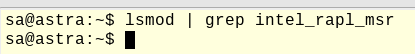 sa@astra:~$ lsmod | grep intel_rapl_msr
sa@astra:~$